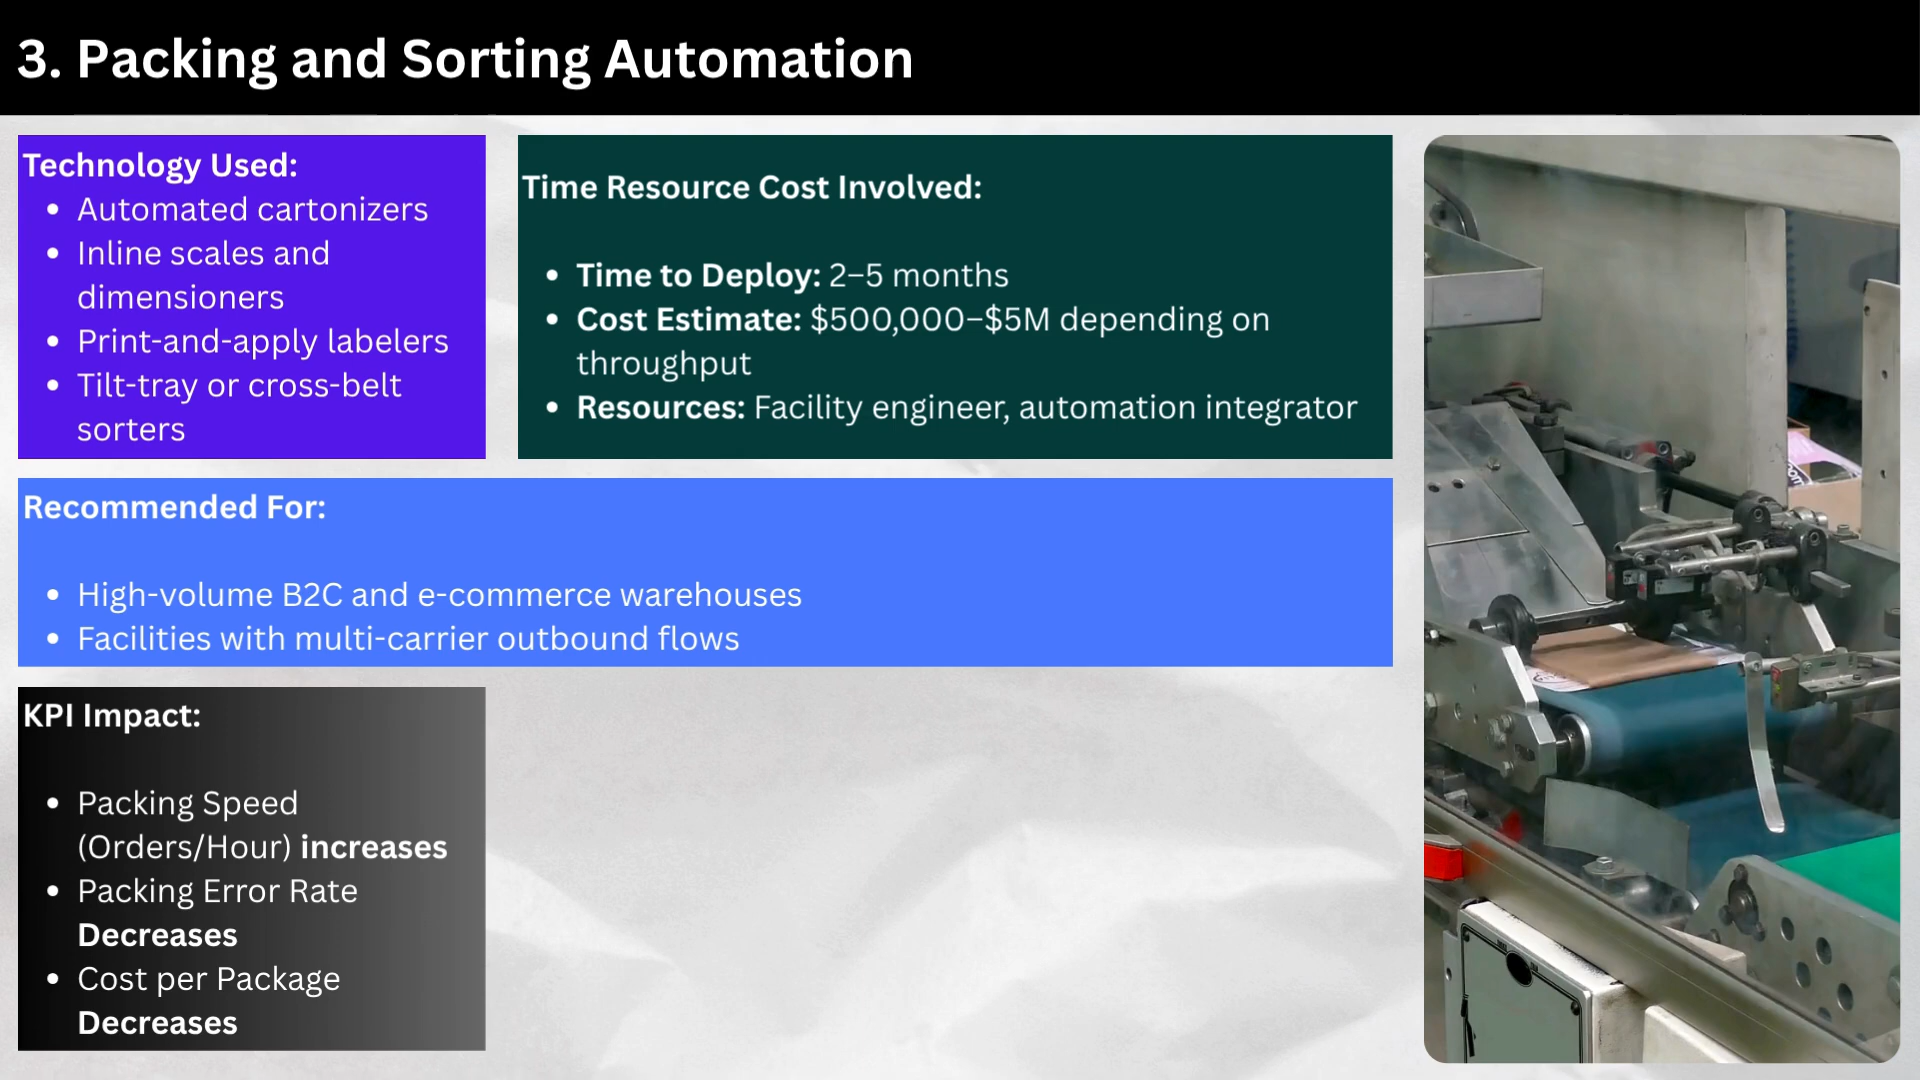 3. Packing and Sorting Automation
Technology Used:
• Automated cartonizers
• Inline scales and
dimensioners
• Print-and-apply labelers
• Tilt-tray or cross-belt
sorters
Time Resource Cost Involved:
• Time to Deploy: 2–5 months
• Cost Estimate: $500,000–$5M depending on
throughput
• Resources: Facility engineer, automation integrator
Recommended For:
• High-volume B2C and e-commerce warehouses
• Facilities with multi-carrier outbound flows
KPI Impact:
• Packing Speed
(Orders/Hour) increases
• Packing Error Rate
Decreases
• Cost per Package
Decreases